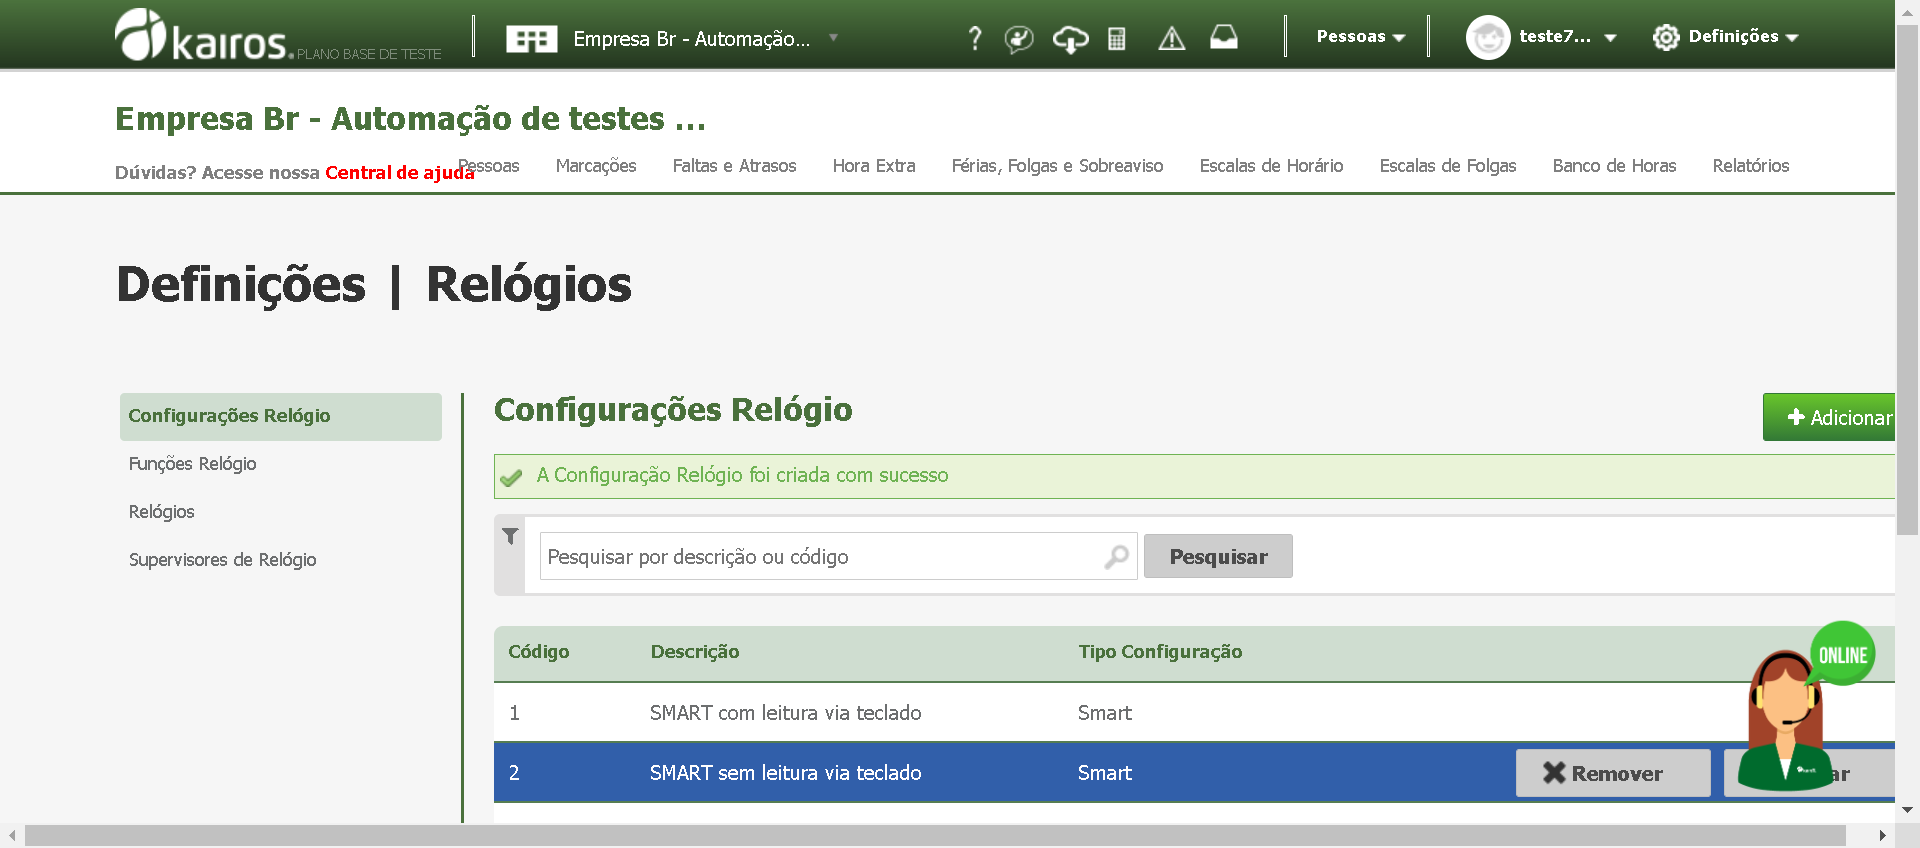 kairos. PLANO BASE DE TESTE
Empresa Br - Automação...
?
Pessoas
teste7...
Definições
Empresa Br - Automação de testes ...
Dúvidas? Acesse nossa Central de ajuda
Pessoas
Marcações
Faltas e Atrasos
Hora Extra
Férias, Folgas e Sobreaviso
Escalas de Horário
Escalas de Folgas
Banco de Horas
Relatórios
Definições | Relógios
Configurações Relógio
Funções Relógio
Relógios
Supervisores de Relógio
Configurações Relógio
Adicionar
A Configuração Relógio foi criada com sucesso
Pesquisar por descrição ou código
Pesquisar
Código Descrição Tipo Configuração
ONLINE
1 SMART com leitura via teclado Smart
2 SMART sem leitura via teclado Smart
Remover
ar